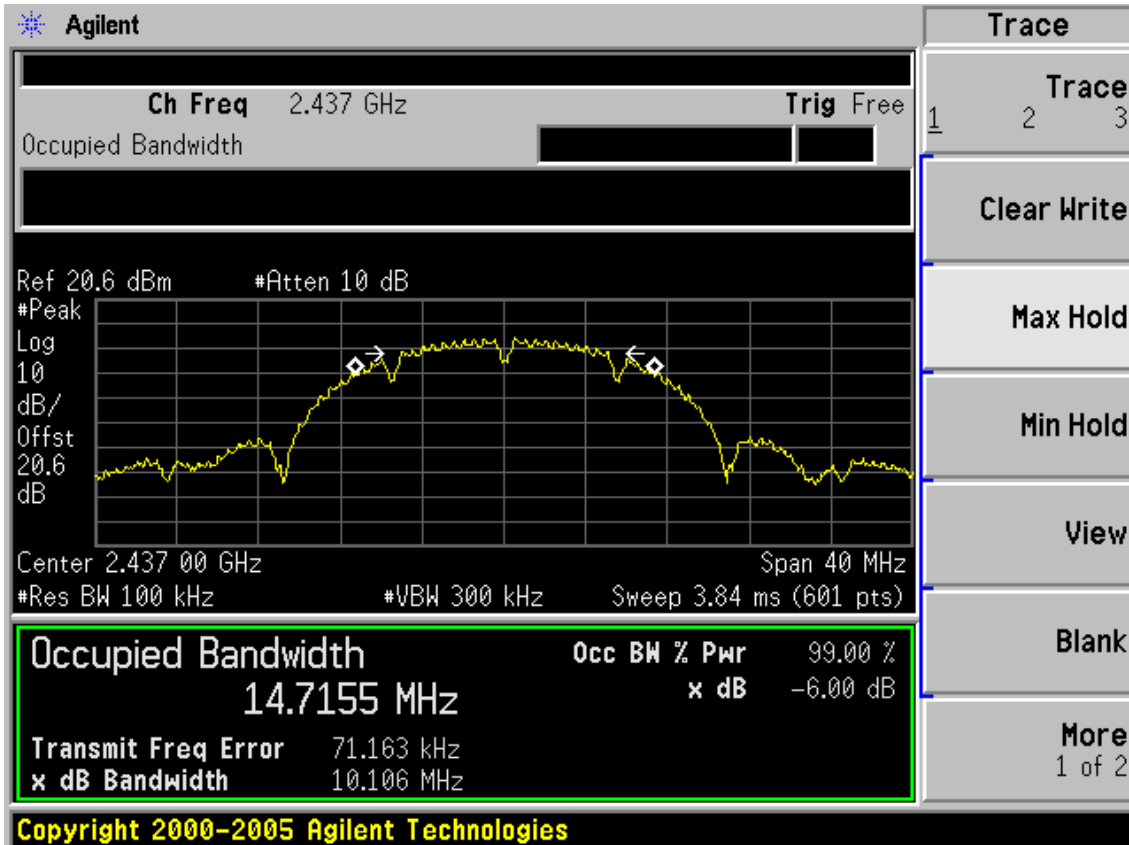 Agilent
Trace
Ch Freq 2.437 GHz Trig Free
Occupied Bandwidth
Trace
1 2 3
Clear Write
Max Hold
Min Hold
View
Blank
More
1 of 2
Ref 20.6 dBm #Atten 10 dB
#Peak
Log
10
dB/
Offst
20.6
dB
Center 2.437 00 GHz Span 40 MHz
#Res BW 100 kHz #VBW 300 kHz Sweep 3.84 ms (601 pts)
Occupied Bandwidth Occ BW % Pwr 99.00 %
14.7155 MHz x dB -6.00 dB
Transmit Freq Error 71.163 kHz
x dB Bandwidth 10.106 MHz
Copyright 2000-2005 Agilent Technologies